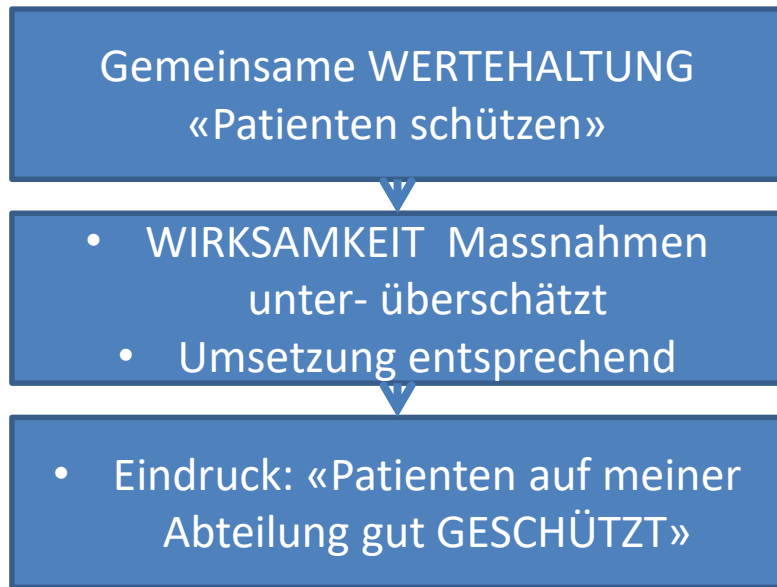 Gemeinsame WERTEHALTUNG
«Patienten schützen»
• WIRKSAMKEIT Massnahmen
unter- überschätzt
• Umsetzung entsprechend
• Eindruck: «Patienten auf meiner
Abteilung gut GESCHÜTZT»